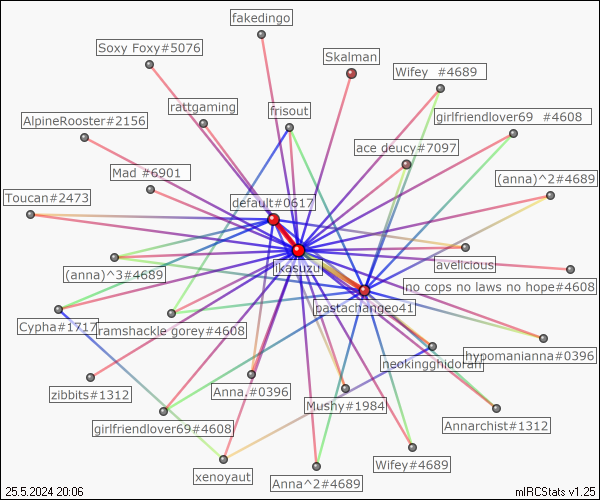 fakedingo
Soxy Foxy#5076
Skalman
Wifey #4689
rattgaming
frisout
girlfriendlover69 #4608
AlpineRooster#2156
ace deucy#7097
Mad #6901
(anna)^2#4689
Toucan#2473
default#0617
(anna)^3#4689
ikasuzu
avelicious
no cops no laws no hope#4608
pastachangeo41
Cypha#1717
ramshackle gorey#4608
hypomanianna#0396
neokingghidorah
zibbits#1312
Anna,#0396
Mushy#1984
Annarchist#1312
girlfriendlover69#4608
Wifey#4689
xenoyaut
Anna^2#4689
25.5.2024 20:06
mIRCStats v1.25